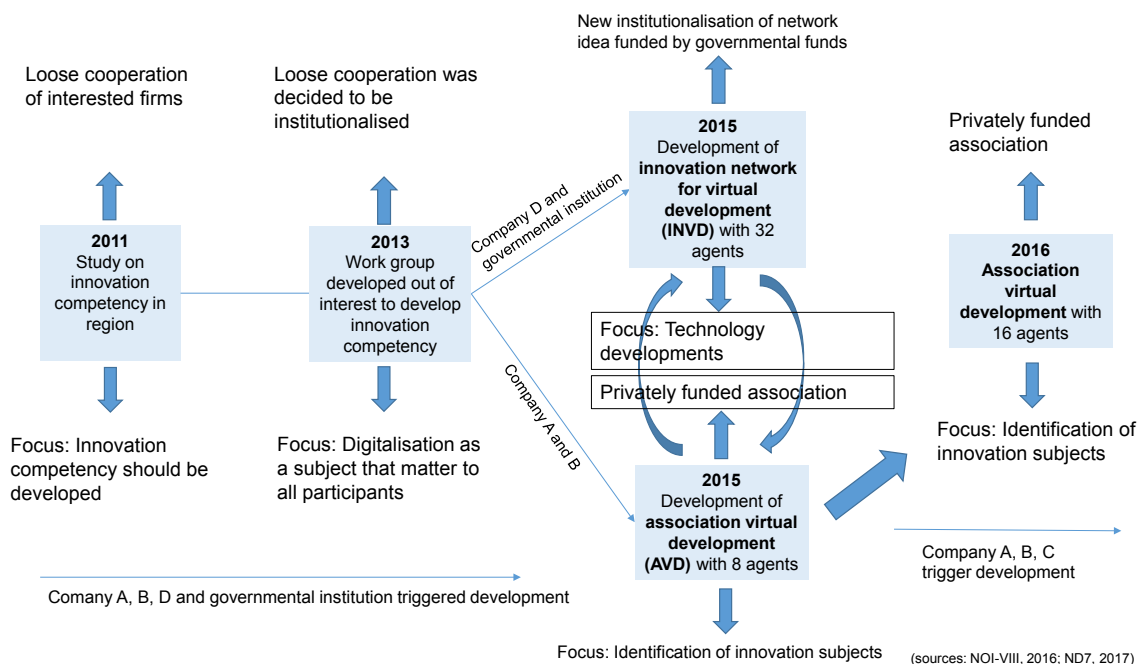 New institutionalisation of network
idea funded by governmental funds
Loose cooperation
of interested firms
Loose cooperation was
decided to be
institutionalised
Privately funded
association
2011
Study on
innovation
competency in
region
2013
Work group
developed out of
interest to develop
innovation
competency
Company D and
governmental institution
2015
Development of
innovation network
for virtual
development
(INVD) with 32
agents
2016
Association
virtual
development with
16 agents
Focus: Technology
developments
Privately funded association
Company A and B
Focus: Innovation
competency should be
developed
Focus: Digitalisation as
a subject that matter to
all participants
Focus: Identification of
innovation subjects
2015
Development of
association virtual
development
(AVD) with 8 agents
Comany A, B, D and governmental institution triggered development
Company A, B, C
trigger development
Focus: Identification of innovation subjects
(sources: NOI-VIII, 2016; ND7, 2017)